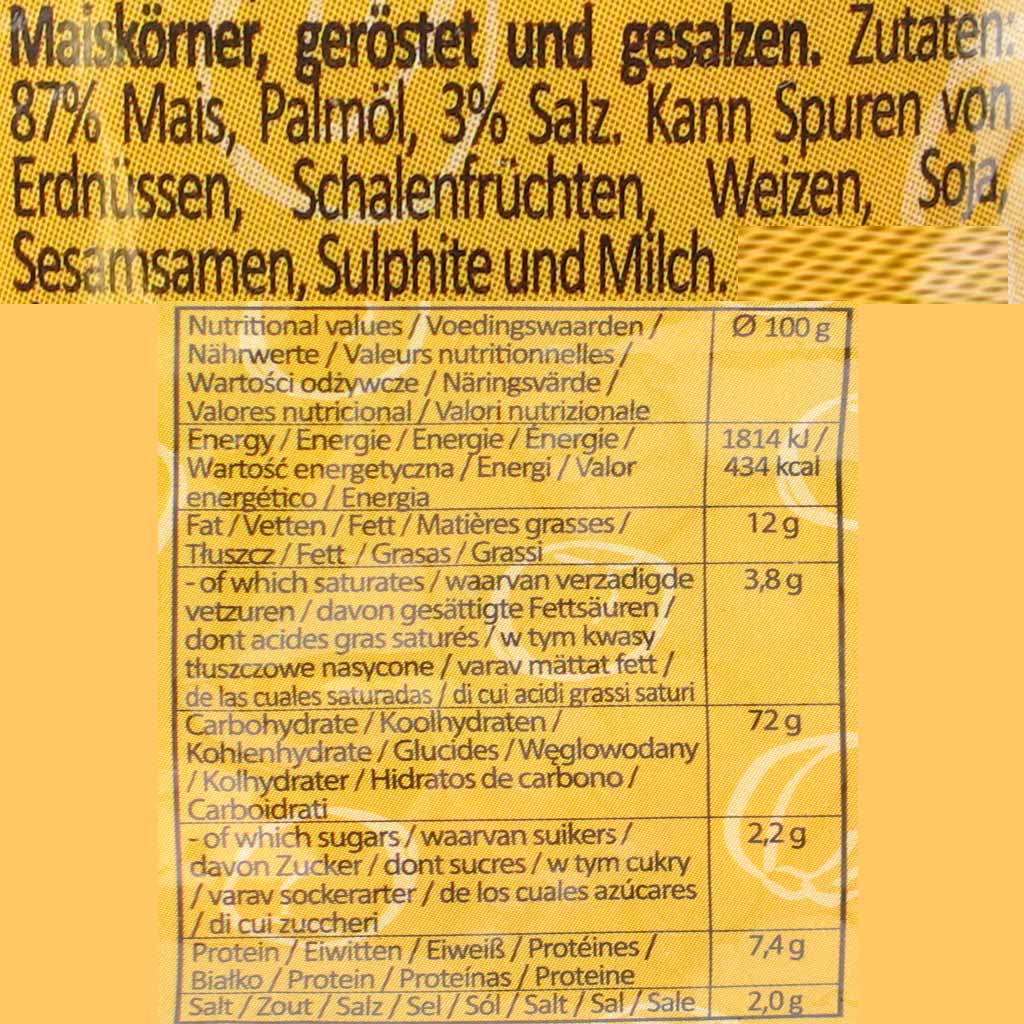 Maiskörner, geröstet und gesalzen. Zutaten:
87% Mais, Palmöl, 3% Salz. Kann Spuren von
Erdnüssen, Schalenfrüchten, Weizen, Soja,
Sesamsamen, Sulphite und Milch.
Nutritional values / Voedingswaarden / Ø 100 g
Nährwerte / Valeurs nutritionnelles /
Wartości odżywcze / Näringsvärde /
Valores nutricional / Valori nutrizionale
Energy / Energie / Energie / Énergie / 1814 kJ /
Wartość energetyczna / Energi / Valor 434 kcal
energético / Energia
Fat / Vetten / Fett / Matières grasses / 12 g
Tłuszcz / Fett / Grasas / Grassi
- of which saturates / waarvan verzadigde 3,8 g
vetzuren / davon gesättigte Fettsäuren /
dont acides gras saturés / w tym kwasy
tłuszczowe nasycone / varav mättat fett /
de las cuales saturadas / di cui acidi grassi saturi
Carbohydrate / Koolhydraten / 72 g
Kohlenhydrate / Glucides / Węglowodany
/ Kolhydrater / Hidratos de carbono /
Carboidrati
- of which sugars / waarvan suikers / 2,2 g
davon Zucker / dont sucres / w tym cukry
/ varav sockerarter / de los cuales azúcares
/ di cui zuccheri
Protein / Eiwitten / Eiweiß / Protéines / 7,4 g
Białko / Protein / Proteínas / Proteine
Salt / Zout / Salz / Sel / Sól / Salt / Sal / Sale 2,0 g